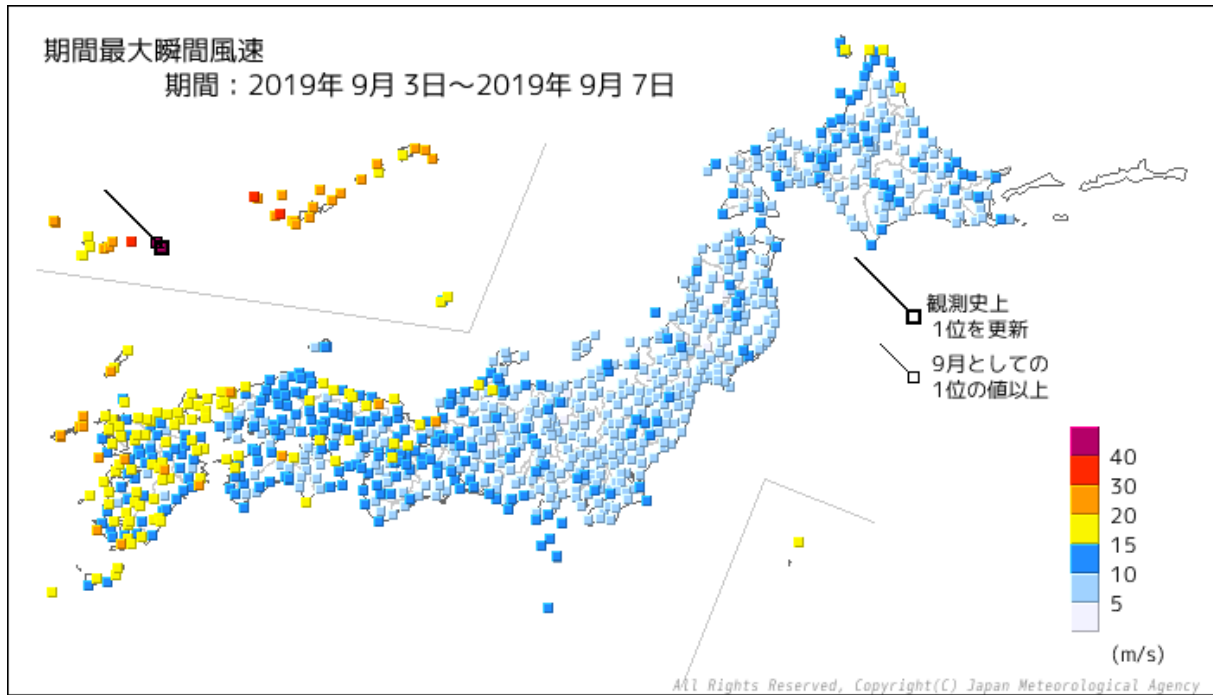 期間最大瞬間風速
期間：2019年 9月 3日～2019年 9月 7日
観測史上
1位を更新
9月としての
1位の値以上
40
30
20
15
10
5
(m/s)
All Rights Reserved, Copyright(C) Japan Meteorological Agency